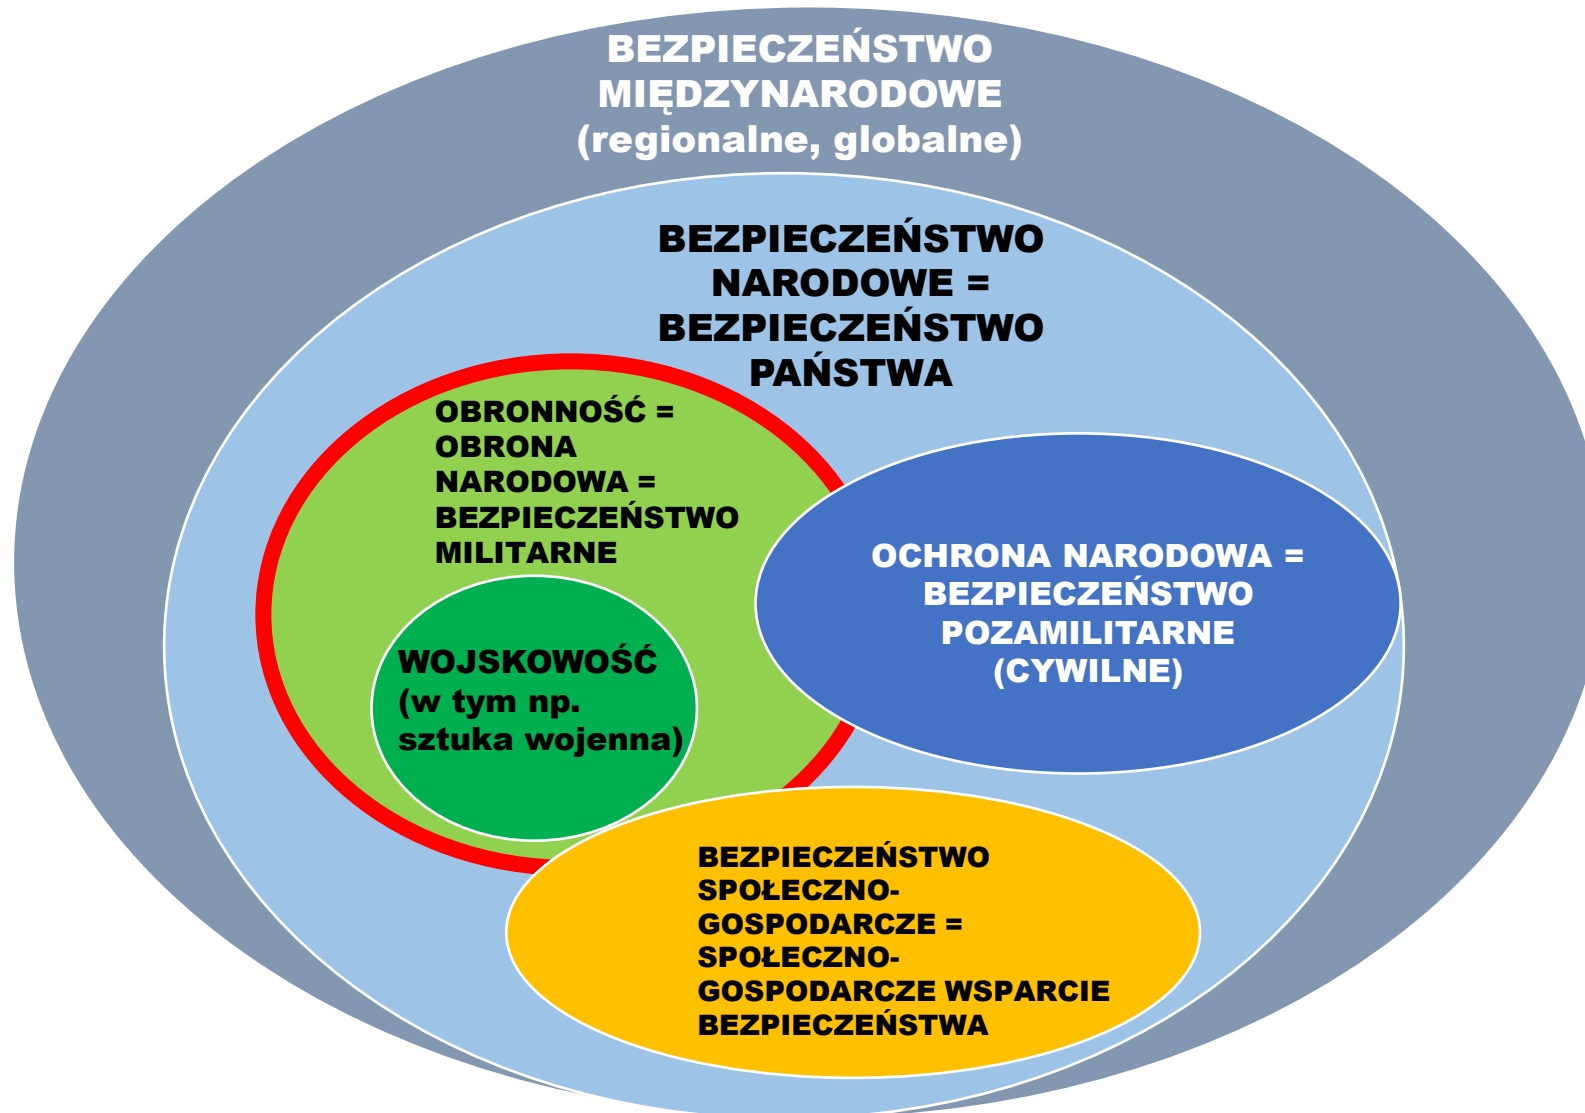 BEZPIECZEŃSTWO
MIĘDZYNARODOWE
(regionalne, globalne)
BEZPIECZEŃSTWO
NARODOWE =
BEZPIECZEŃSTWO
PAŃSTWA
OBRONNOŚĆ =
OBRONA
NARODOWA =
BEZPIECZEŃSTWO
MILITARNE
OCHRONA NARODOWA =
BEZPIECZEŃSTWO
POZAMILITARNE
(CYWILNE)
WOJSKOWOŚĆ
(w tym np.
sztuka wojenna)
BEZPIECZEŃSTWO
SPOŁECZNO-
GOSPODARCZE =
SPOŁECZNO-
GOSPODARCZE WSPARCIE
BEZPIECZEŃSTWA